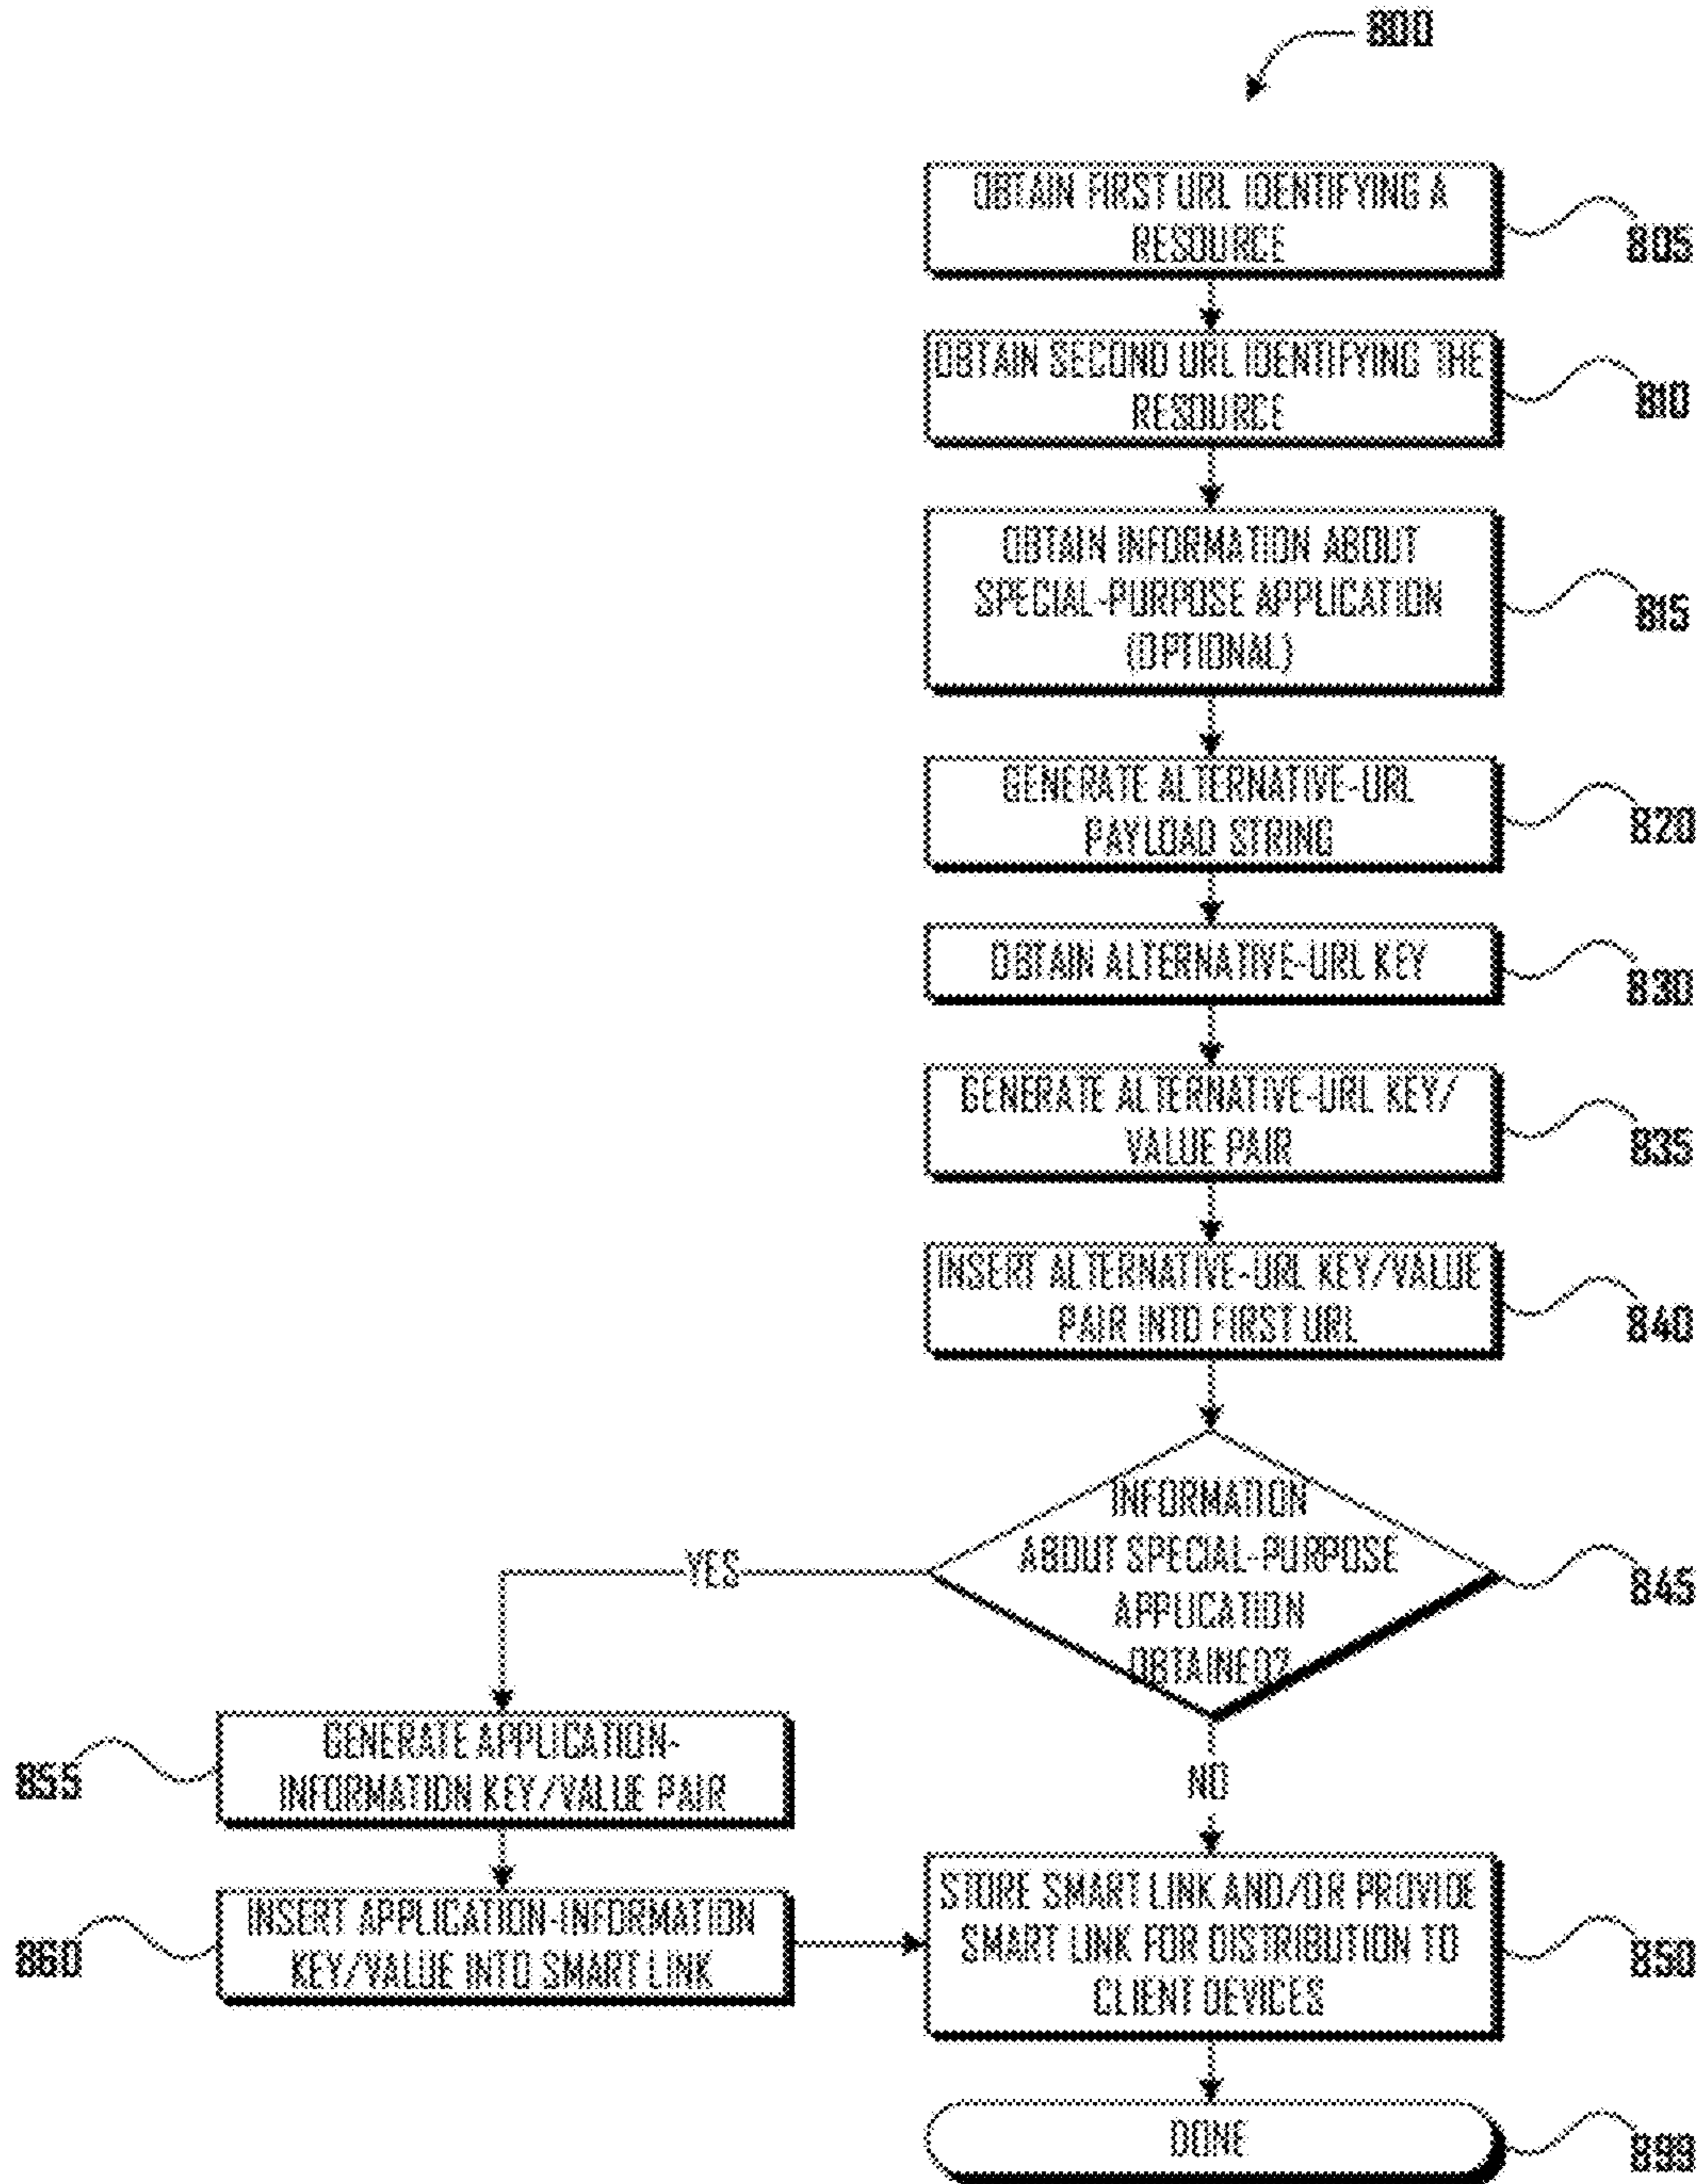 800
OBTAIN FIRST URL IDENTIFYING A
RESOURCE
805
OBTAIN SECOND URL IDENTIFYING THE
RESOURCE
810
OBTAIN INFORMATION ABOUT
SPECIAL-PURPOSE APPLICATION
(OPTIONAL)
815
GENERATE ALTERNATIVE-URL
PAYLOAD STRING
820
OBTAIN ALTERNATIVE-URL KEY
830
GENERATE ALTERNATIVE-URL KEY/
VALUE PAIR
835
INSERT ALTERNATIVE-URL KEY/VALUE
PAIR INTO FIRST URL
840
INFORMATION
ABOUT SPECIAL-PURPOSE
APPLICATION
OBTAINED?
845
YES
NO
GENERATE APPLICATION-
INFORMATION KEY/VALUE PAIR
855
INSERT APPLICATION-INFORMATION
KEY/VALUE INTO SMART LINK
860
STORE SMART LINK AND/OR PROVIDE
SMART LINK FOR DISTRIBUTION TO
CLIENT DEVICES
850
DONE
899